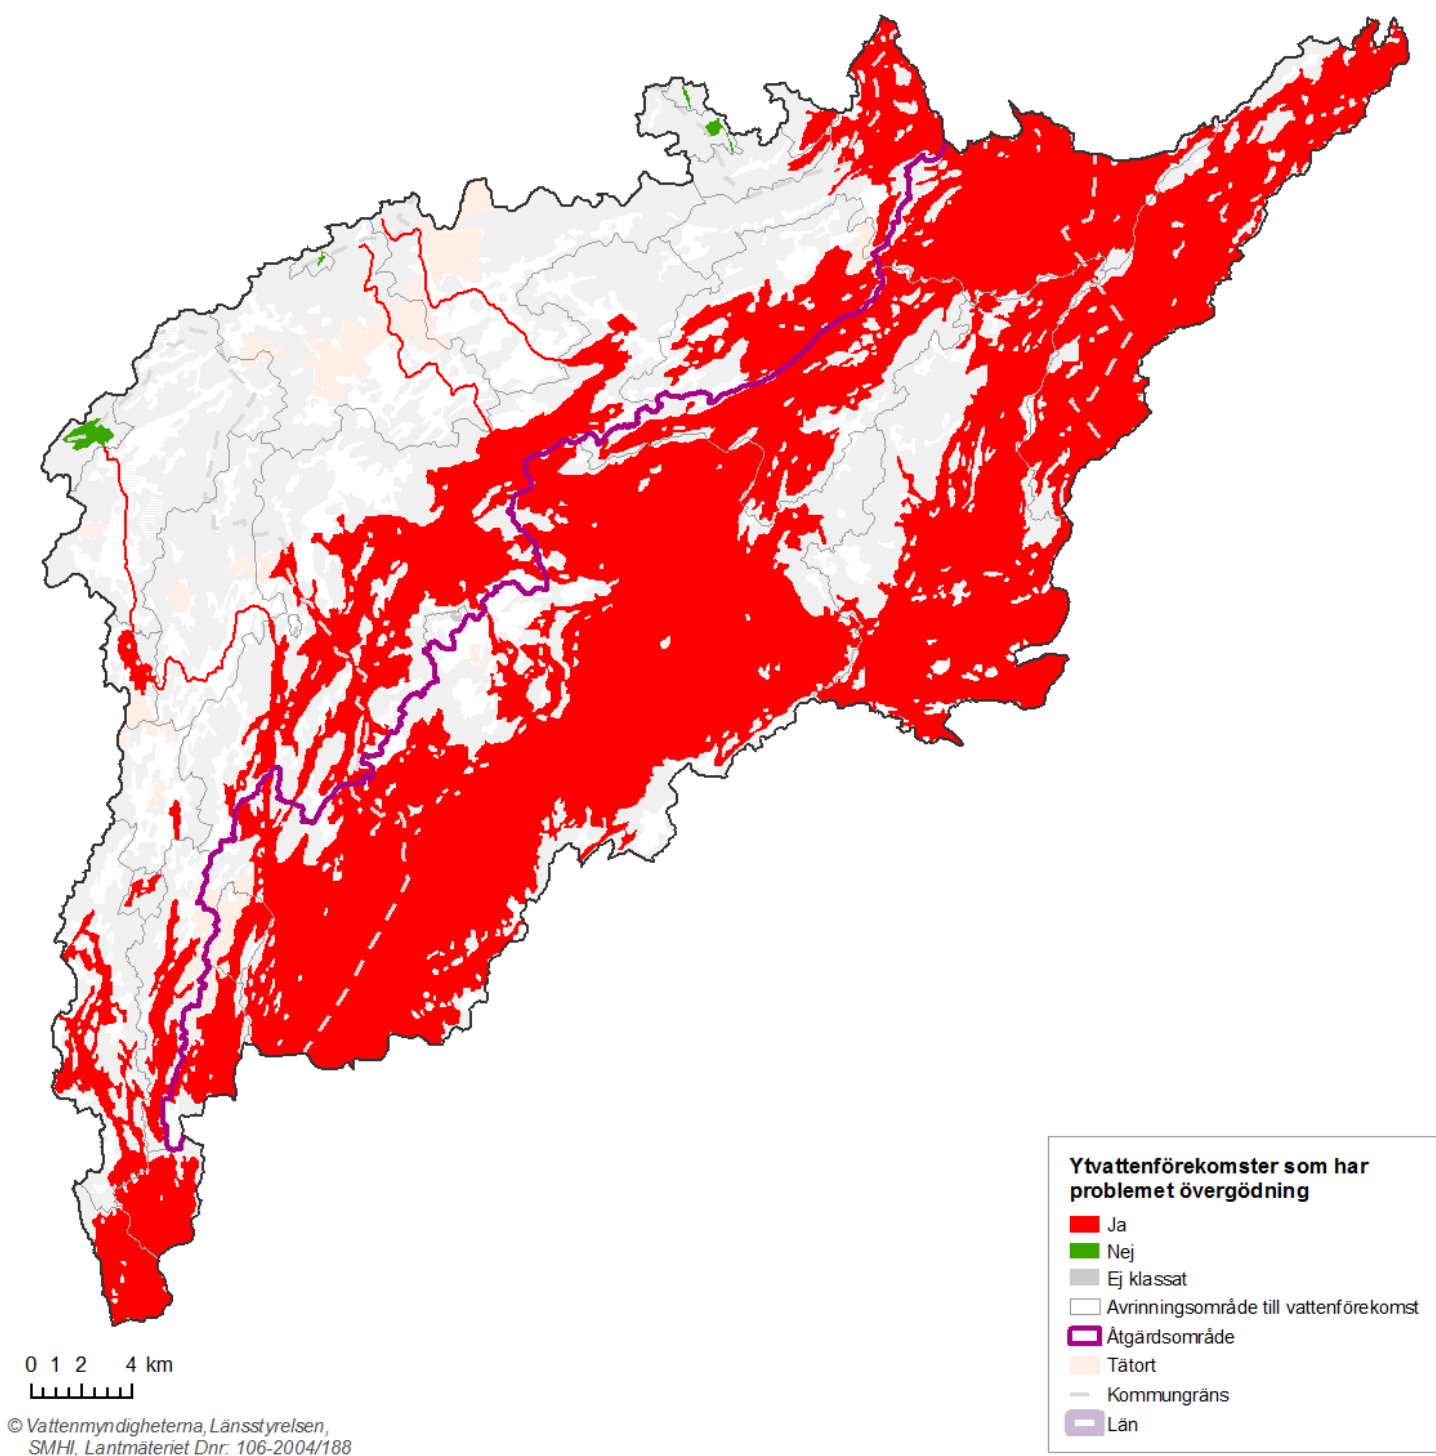 Ytvattenförekomster som har
problemet övergödning
Ja
Nej
Ej klassat
Avrinningsområde till vattenförekomst
Åtgärdsområde
Tätort
Kommungräns
Län
0 1 2 4 km
© Vattenmyndigheterna, Länsstyrelsen,
SMHI, Lantmäteriet Dnr: 106-2004/188